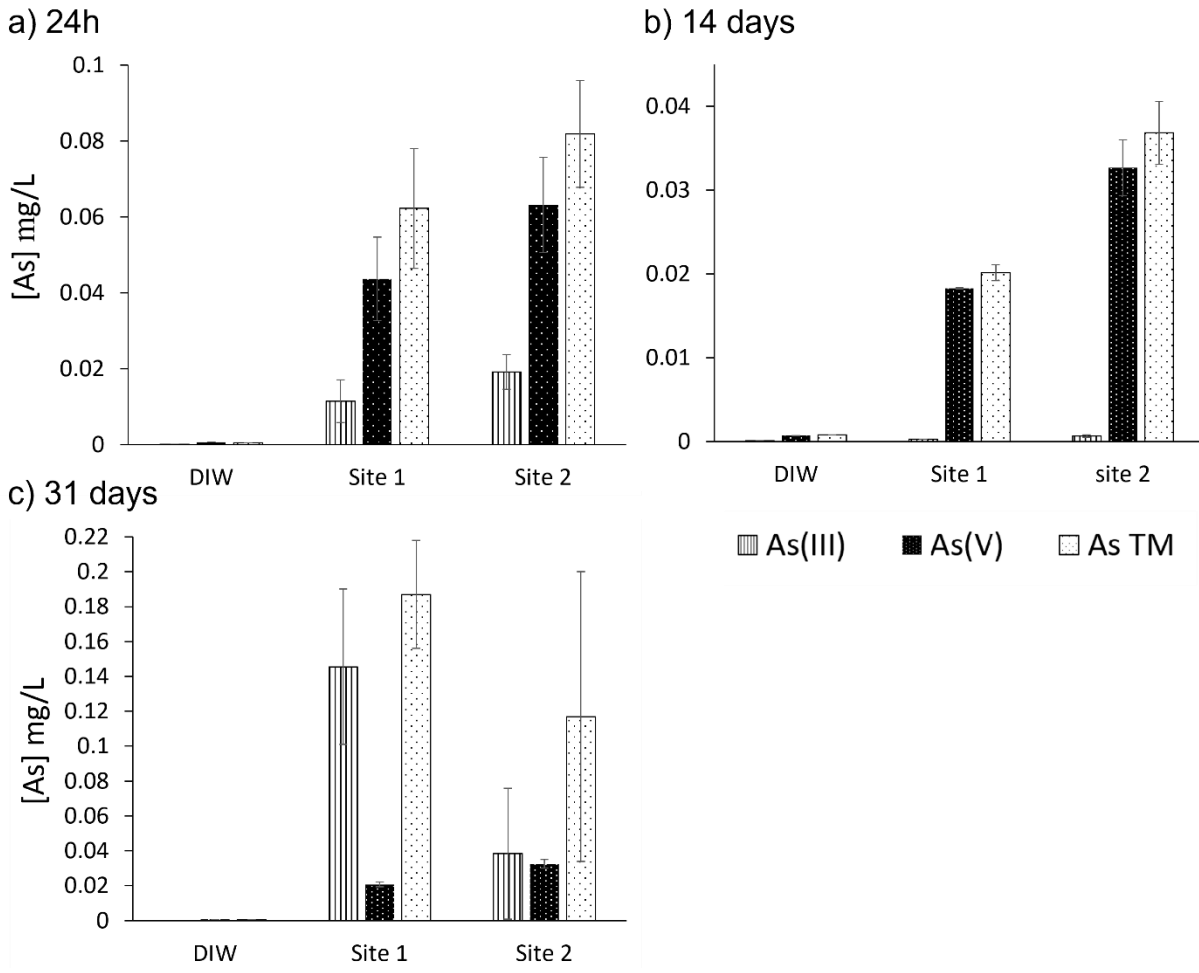 a) 24h
[As] mg/L
0.1
0.08
0.06
0.04
0.02
0
DIW
Site 1
Site 2
b) 14 days
0.04
0.03
0.02
0.01
0
DIW
Site 1
site 2
As(III)
As(V)
As TM
c) 31 days
[As] mg/L
0.22
0.2
0.18
0.16
0.14
0.12
0.1
0.08
0.06
0.04
0.02
0
DIW
Site 1
Site 2